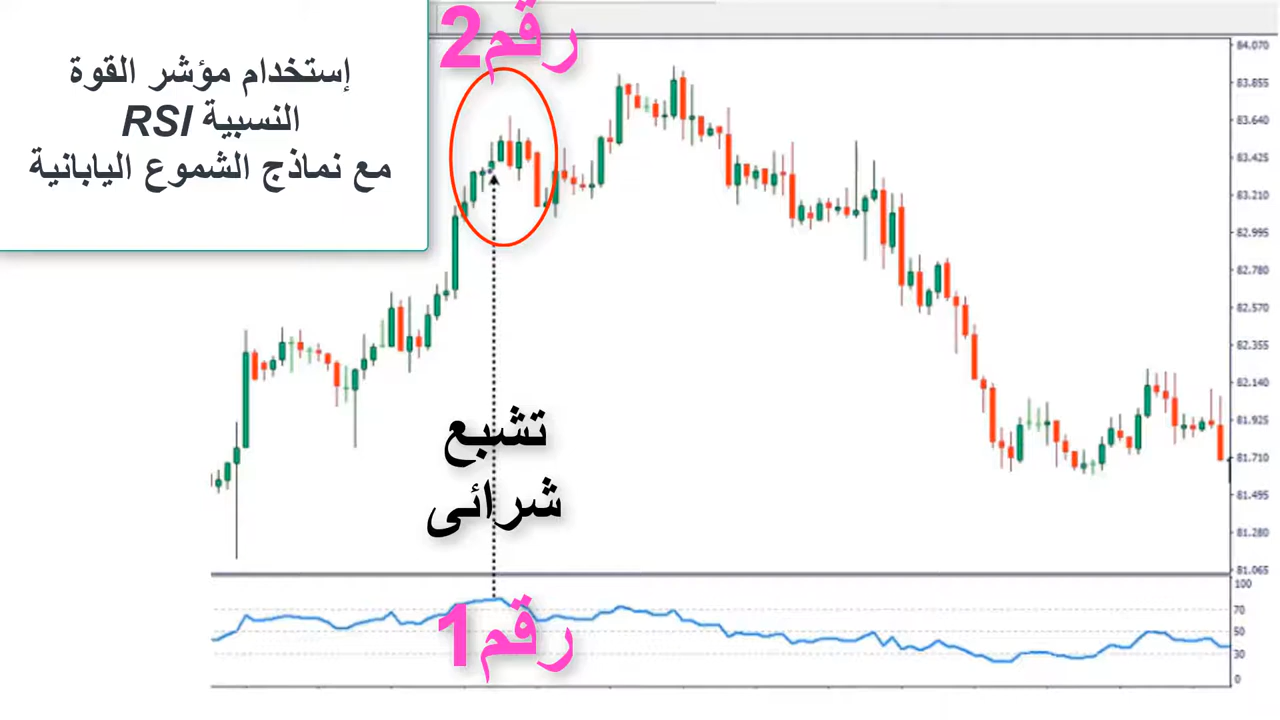 إستخدام مؤشر القوة
النسبية RSI
مع نماذج الشموع اليابانية
رقم2
تشبع
شرائى
رقم1
84.070
83.855
83.640
83.425
83.210
82.995
82.780
82.570
82.355
82.140
81.925
81.710
81.495
81.280
81.065
100
70
50
30
0